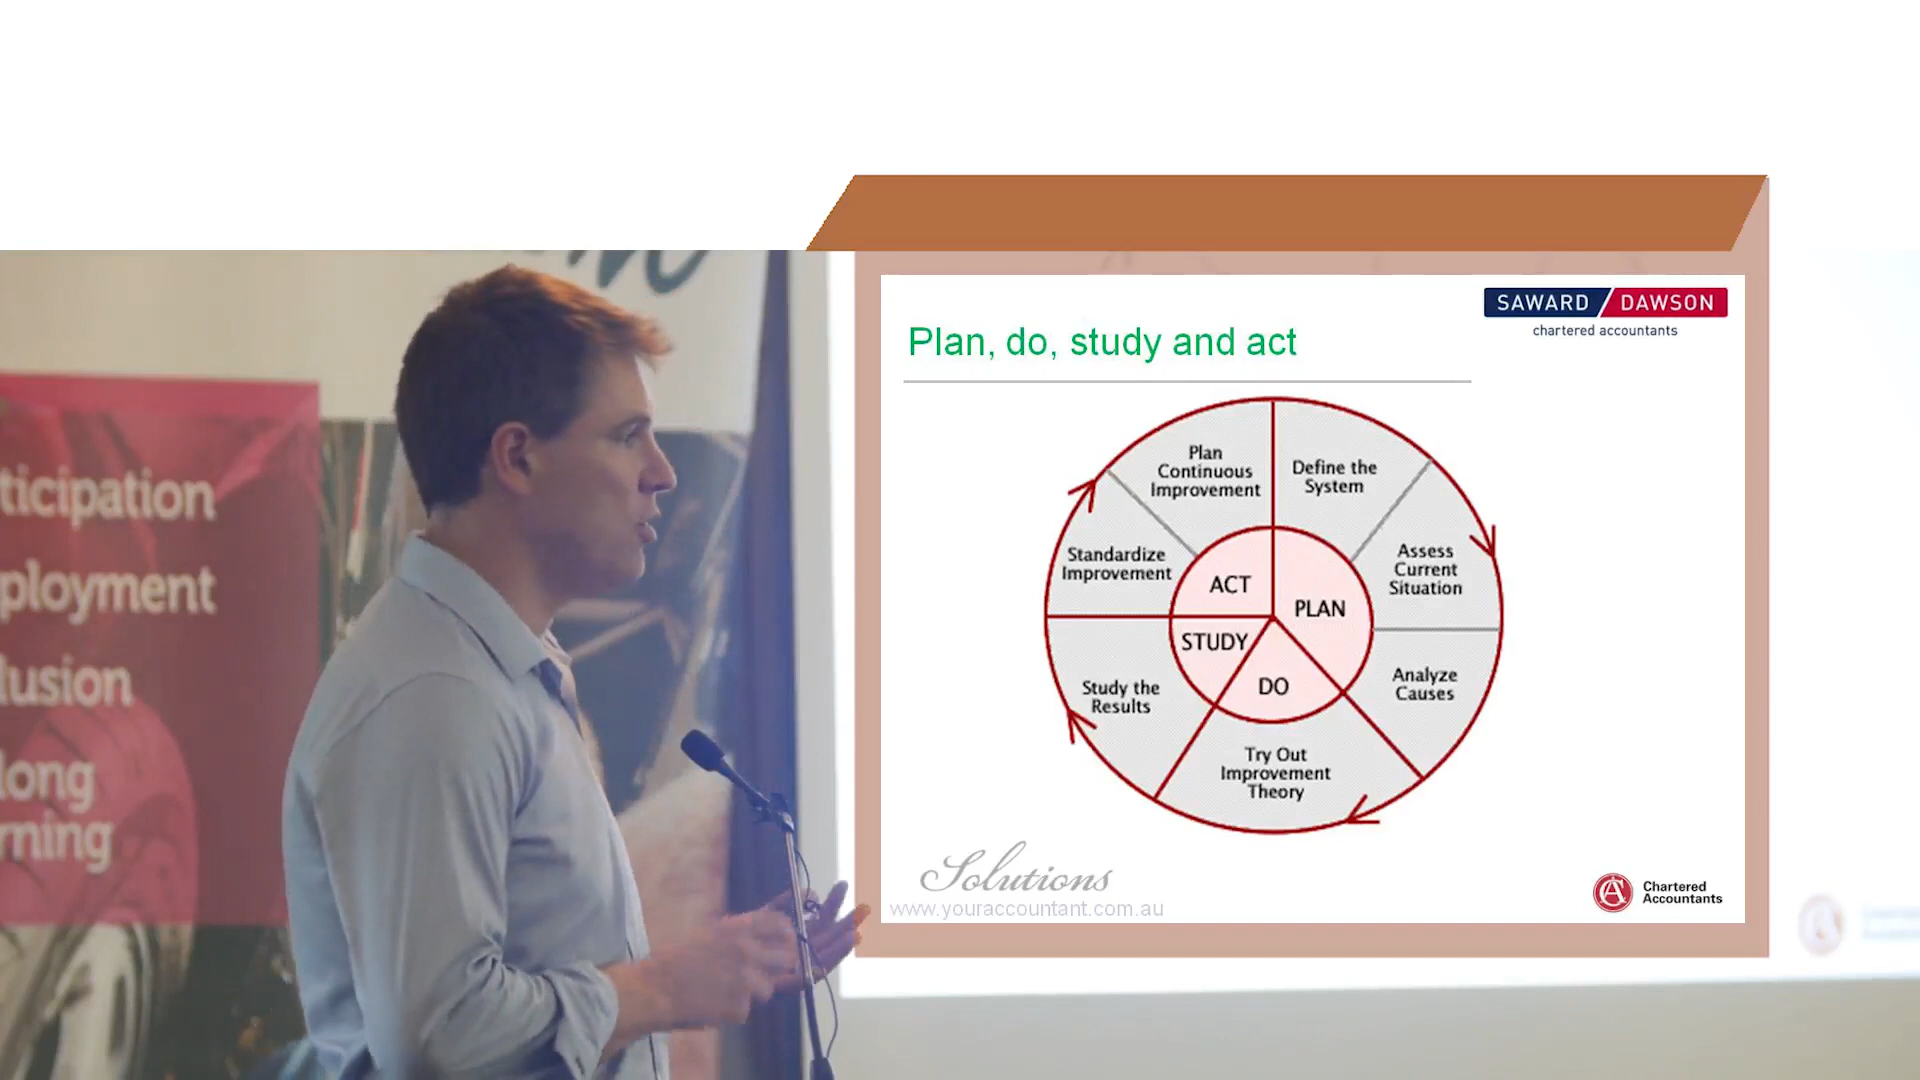 ticipation
ployment
lusion
long
rning
SAWARD DAWSON
chartered accountants
Plan, do, study and act
Plan
Continuous
Improvement
Define the
System
Standardize
Improvement
Assess
Current
Situation
ACT
PLAN
STUDY
DO
Study the
Results
Analyze
Causes
Try Out
Improvement
Theory
Solutions
www.youraccountant.com.au
Chartered
Accountants